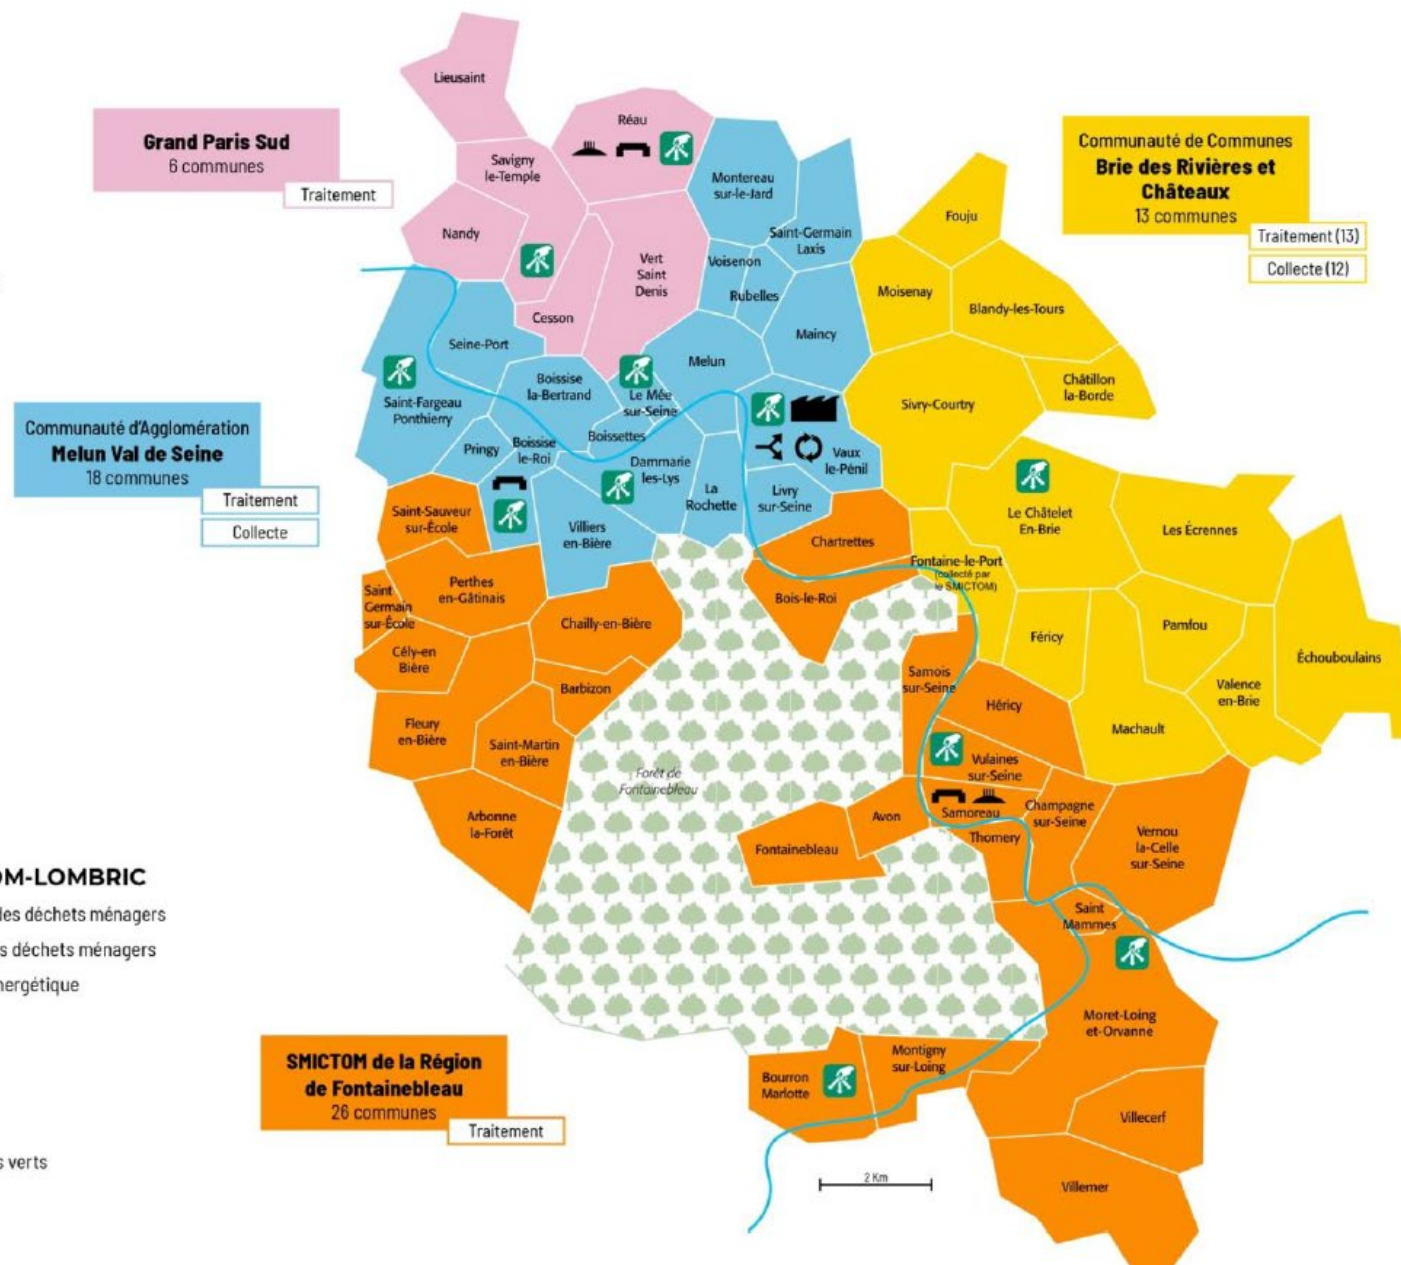 Lieusaint
Grand Paris Sud
6 communes
Traitement
Réau
Savigny
le-Temple
Nandy
Vert
Saint
Denis
Cesson
Montereau
sur-le-Jard
Saint-Germain
Laxis
Voisenon
Rubelles
Maincy
Communauté de Communes
Brie des Rivières et
Châteaux
13 communes
Traitement (13)
Collecte (12)
Fouju
Moisenay
Blandy-les-Tours
Châtillon
la-Borde
Sivry-Courtry
Seine-Port
Melun
Boissise
la-Bertrand
Le Mée
sur-Seine
Saint-Fargeau
Ponthierry
Communauté d'Agglomération
Melun Val de Seine
18 communes
Traitement
Collecte
Pringy
Boissise
le-Roi
Boissettes
Dammarie
les-Lys
La
Rochette
Vaux
le-Pénil
Livry
sur-Seine
Villiers
en-Bière
Le Châtelet
En-Brie
Les Écrennes
Saint-Sauveur
sur-École
Chartrettes
Fontaine-le-Port
(collecté par
le SMICTOM)
Perthes
en-Gâtinais
Saint
Germain
sur-École
Bois-le-Roi
Chailly-en-Bière
Féricy
Pamfou
Échouboulains
Cély-en
Bière
Barbizon
Samois
sur-Seine
Héricy
Valence
en-Brie
Machault
Fleury
en-Bière
Saint-Martin
en-Bière
Vulaines
sur-Seine
Forêt de
Fontainebleau
Arbonne
la-Forêt
Avon
Samoreau
Champagne
sur-Seine
Fontainebleau
Thomery
Vernou
la-Celle
sur-Seine
OM-LOMBRIC
des déchets ménagers
s déchets ménagers
nergétique
Saint
Mammes
Moret-Loing
et-Orvanne
SMICTOM de la Région
de Fontainebleau
26 communes
Traitement
Bourron
Marlotte
Montigny
sur-Loing
Villecerf
s verts
2 Km
Villemer